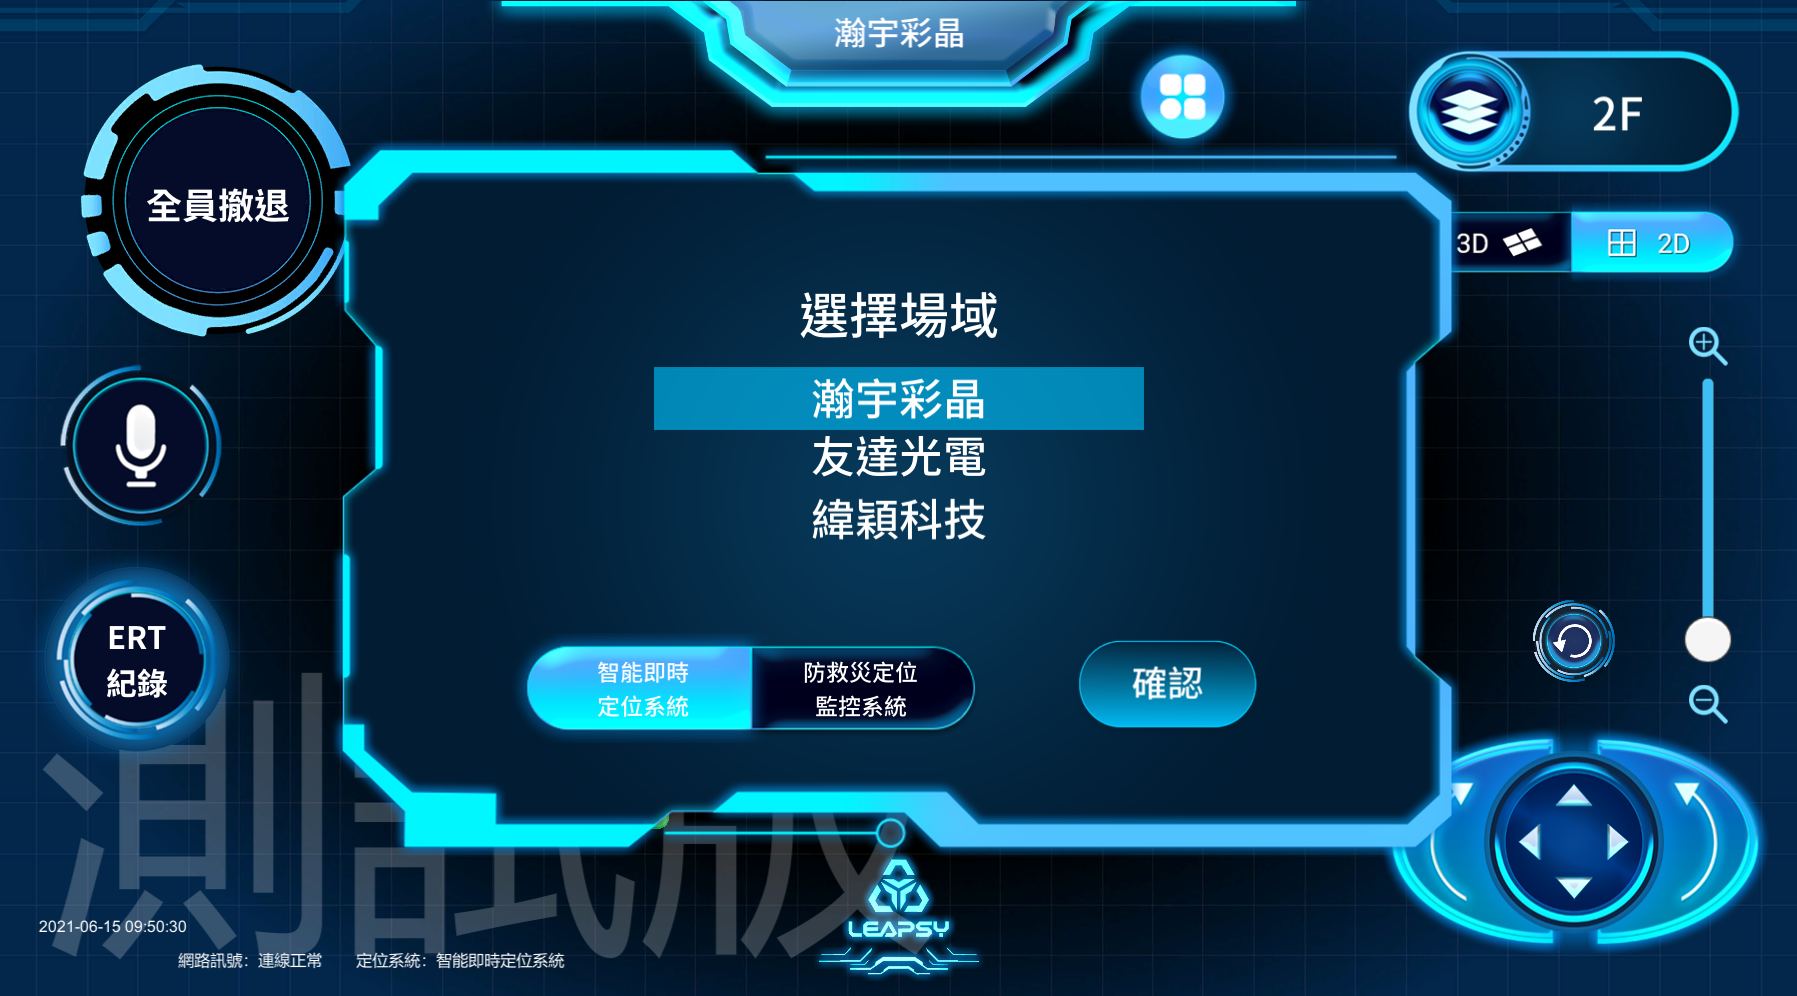 瀚宇彩晶
2F
全員撤退
3D
2D
選擇場域
瀚宇彩晶
友達光電
緯穎科技
ERT
紀錄
智能即時
定位系統
防救災定位
監控系統
確認
測試版
LEAPSY
2021-06-15 09:50:30
網路訊號：連線正常
定位系統：智能即時定位系統